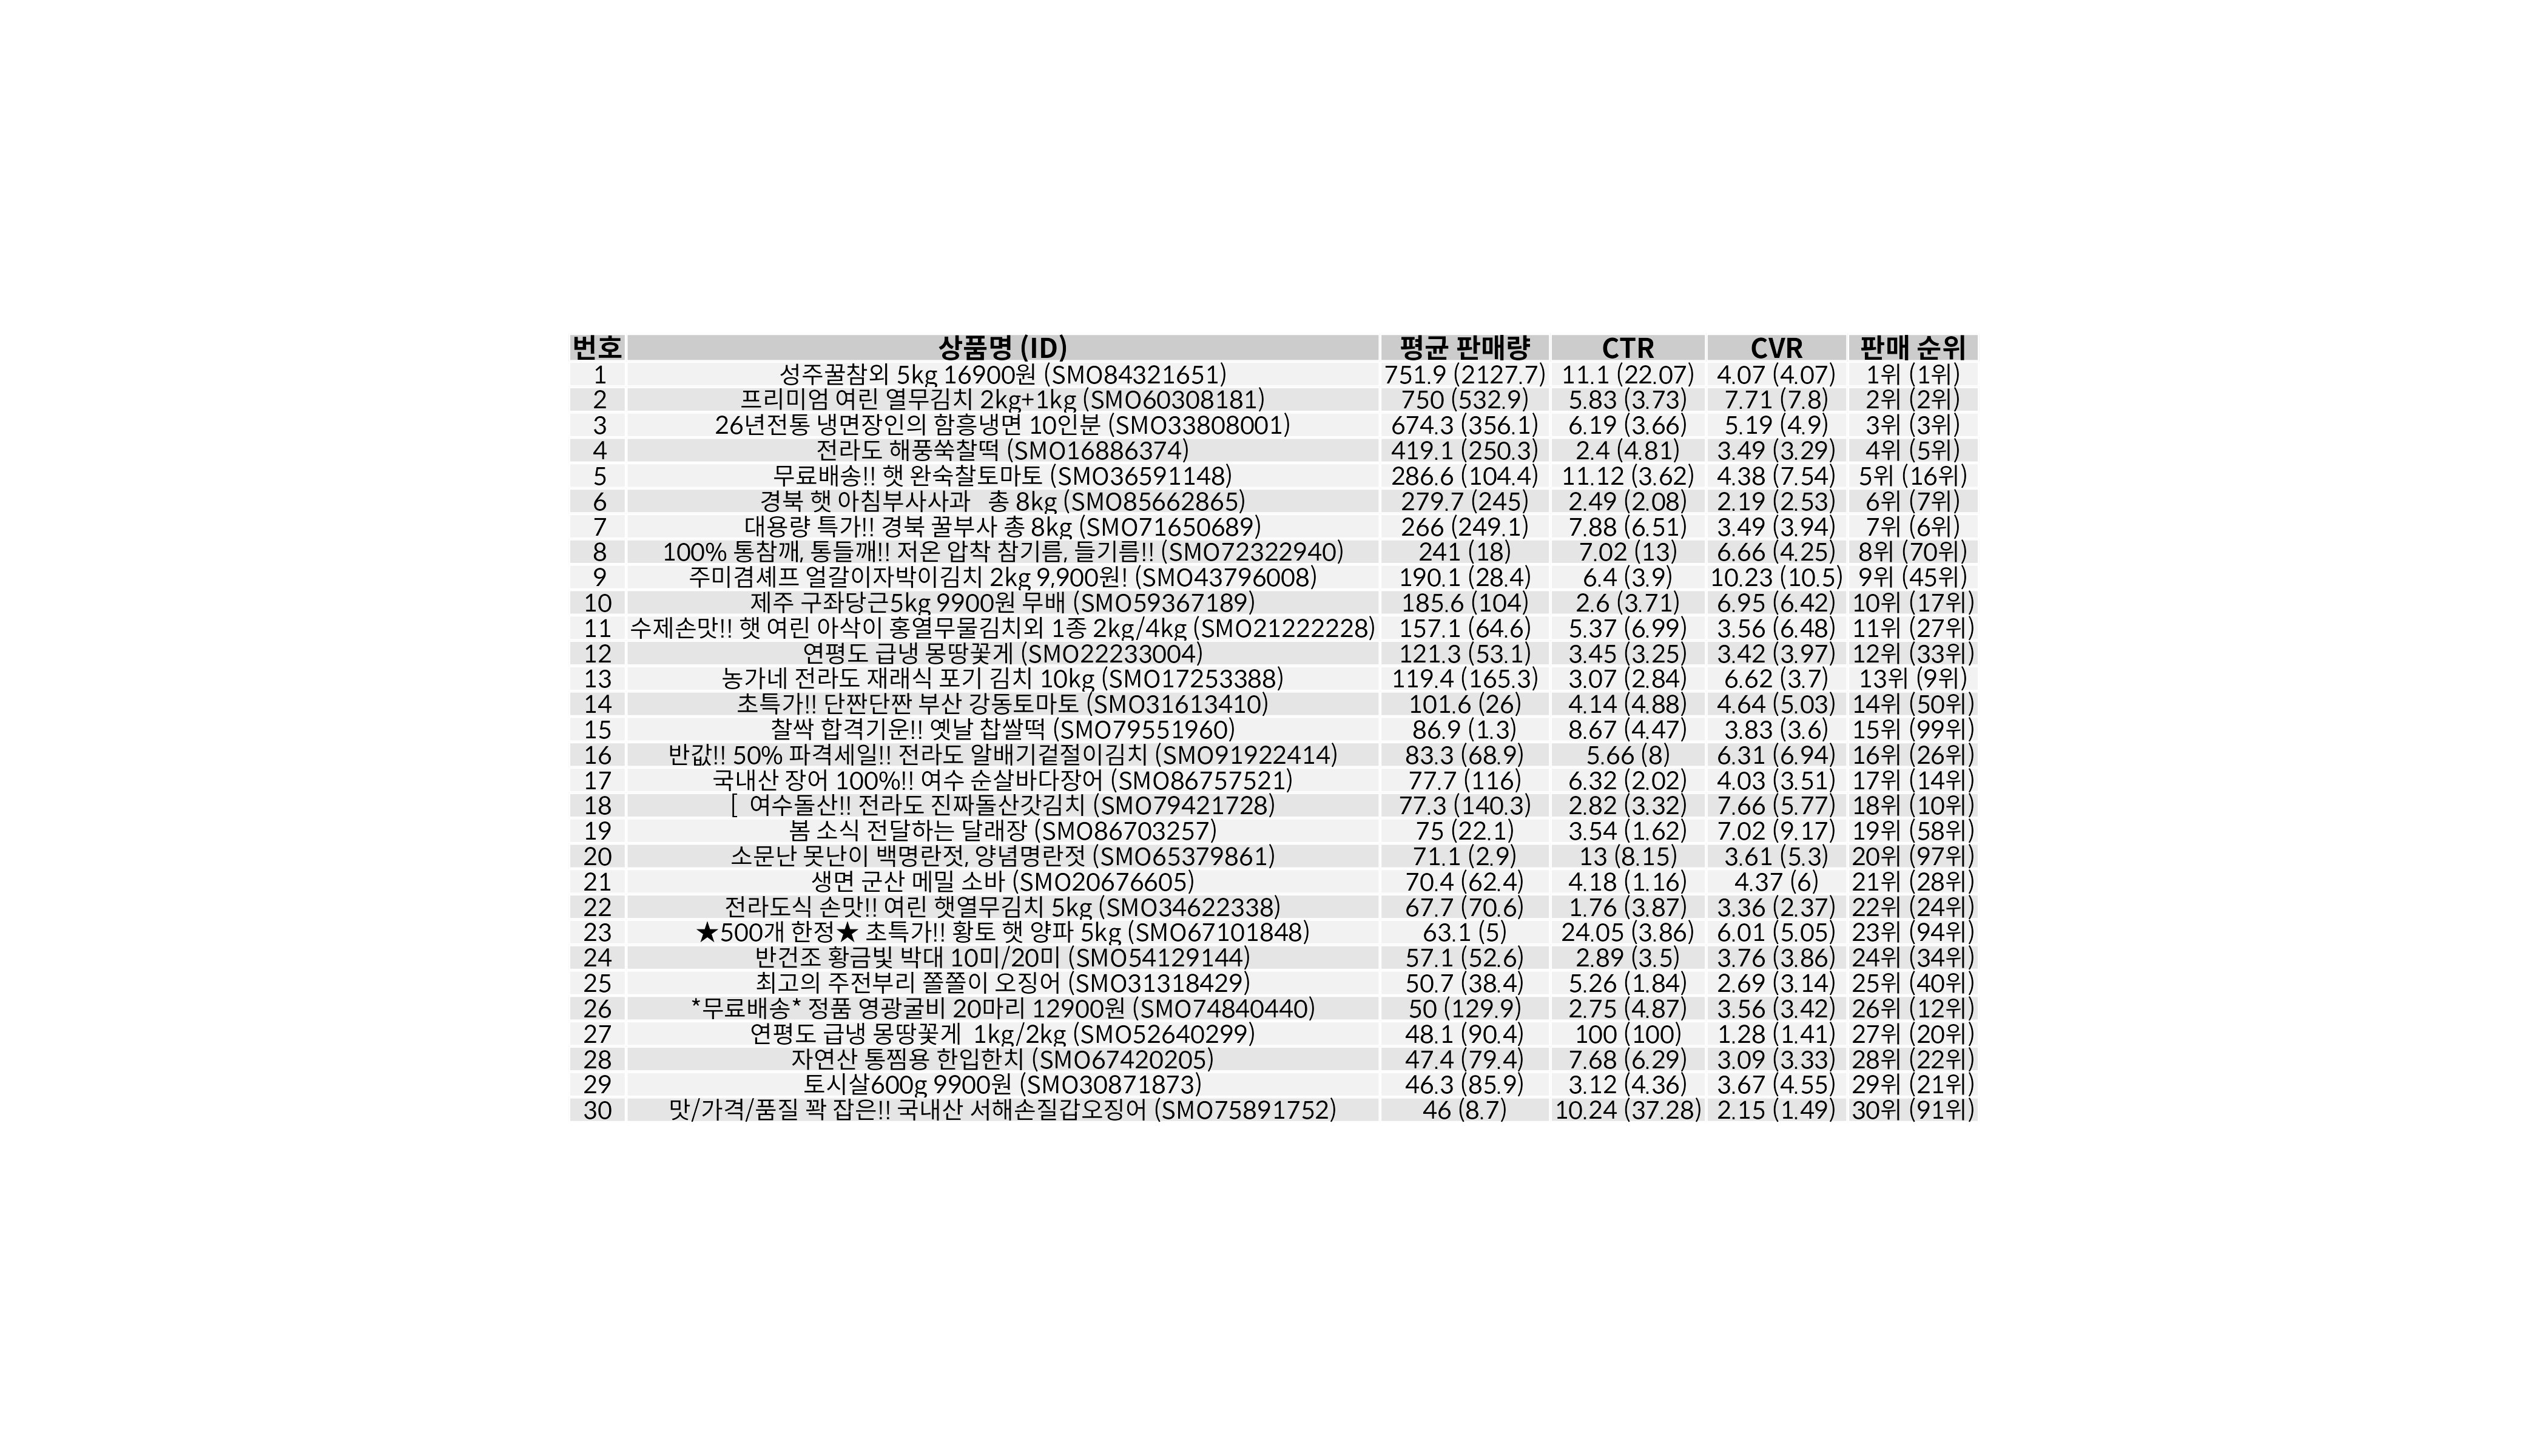 번호 상품명 (ID) 평균 판매량 CTR CVR 판매 순위
1 성주꿀참외 5kg 16900원 (SMO84321651) 751.9 (2127.7) 11.1 (22.07) 4.07 (4.07) 1위 (1위)
2 프리미엄 여린 열무김치 2kg+1kg (SMO60308181) 750 (532.9) 5.83 (3.73) 7.71 (7.8) 2위 (2위)
3 26년전통 냉면장인의 함흥냉면 10인분 (SMO33808001) 674.3 (356.1) 6.19 (3.66) 5.19 (4.9) 3위 (3위)
4 전라도 해풍쑥찰떡 (SMO16886374) 419.1 (250.3) 2.4 (4.81) 3.49 (3.29) 4위 (5위)
5 무료배송!! 햇 완숙찰토마토 (SMO36591148) 286.6 (104.4) 11.12 (3.62) 4.38 (7.54) 5위 (16위)
6 경북 햇 아침부사사과 총 8kg (SMO85662865) 279.7 (245) 2.49 (2.08) 2.19 (2.53) 6위 (7위)
7 대용량 특가!! 경북 꿀부사 총 8kg (SMO71650689) 266 (249.1) 7.88 (6.51) 3.49 (3.94) 7위 (6위)
8 100% 통참깨, 통들깨!! 저온 압착 참기름, 들기름!! (SMO72322940) 241 (18) 7.02 (13) 6.66 (4.25) 8위 (70위)
9 주미겸셰프 얼갈이자박이김치 2kg 9,900원! (SMO43796008) 190.1 (28.4) 6.4 (3.9) 10.23 (10.5) 9위 (45위)
10 제주 구좌당근5kg 9900원 무배 (SMO59367189) 185.6 (104) 2.6 (3.71) 6.95 (6.42) 10위 (17위)
11 수제손맛!! 햇 여린 아삭이 홍열무물김치외 1종 2kg/4kg (SMO21222228) 157.1 (64.6) 5.37 (6.99) 3.56 (6.48) 11위 (27위)
12 연평도 급냉 몽땅꽃게 (SMO22233004) 121.3 (53.1) 3.45 (3.25) 3.42 (3.97) 12위 (33위)
13 농가네 전라도 재래식 포기 김치 10kg (SMO17253388) 119.4 (165.3) 3.07 (2.84) 6.62 (3.7) 13위 (9위)
14 초특가!! 단짠단짠 부산 강동토마토 (SMO31613410) 101.6 (26) 4.14 (4.88) 4.64 (5.03) 14위 (50위)
15 찰싹 합격기운!! 옛날 찹쌀떡 (SMO79551960) 86.9 (1.3) 8.67 (4.47) 3.83 (3.6) 15위 (99위)
16 반값!! 50% 파격세일!! 전라도 알배기겉절이김치 (SMO91922414) 83.3 (68.9) 5.66 (8) 6.31 (6.94) 16위 (26위)
17 국내산 장어 100%!! 여수 순살바다장어 (SMO86757521) 77.7 (116) 6.32 (2.02) 4.03 (3.51) 17위 (14위)
18 [ 여수돌산!! 전라도 진짜돌산갓김치 (SMO79421728) 77.3 (140.3) 2.82 (3.32) 7.66 (5.77) 18위 (10위)
19 봄 소식 전달하는 달래장 (SMO86703257) 75 (22.1) 3.54 (1.62) 7.02 (9.17) 19위 (58위)
20 소문난 못난이 백명란젓, 양념명란젓 (SMO65379861) 71.1 (2.9) 13 (8.15) 3.61 (5.3) 20위 (97위)
21 생면 군산 메밀 소바 (SMO20676605) 70.4 (62.4) 4.18 (1.16) 4.37 (6) 21위 (28위)
22 전라도식 손맛!! 여린 햇열무김치 5kg (SMO34622338) 67.7 (70.6) 1.76 (3.87) 3.36 (2.37) 22위 (24위)
23 ★500개 한정★ 초특가!! 황토 햇 양파 5kg (SMO67101848) 63.1 (5) 24.05 (3.86) 6.01 (5.05) 23위 (94위)
24 반건조 황금빛 박대 10미/20미 (SMO54129144) 57.1 (52.6) 2.89 (3.5) 3.76 (3.86) 24위 (34위)
25 최고의 주전부리 쫄쫄이 오징어 (SMO31318429) 50.7 (38.4) 5.26 (1.84) 2.69 (3.14) 25위 (40위)
26 *무료배송* 정품 영광굴비 20마리 12900원 (SMO74840440) 50 (129.9) 2.75 (4.87) 3.56 (3.42) 26위 (12위)
27 연평도 급냉 몽땅꽃게 1kg/2kg (SMO52640299) 48.1 (90.4) 100 (100) 1.28 (1.41) 27위 (20위)
28 자연산 통찜용 한입한치 (SMO67420205) 47.4 (79.4) 7.68 (6.29) 3.09 (3.33) 28위 (22위)
29 토시살600g 9900원 (SMO30871873) 46.3 (85.9) 3.12 (4.36) 3.67 (4.55) 29위 (21위)
30 맛/가격/품질 꽉 잡은!! 국내산 서해손질갑오징어 (SMO75891752) 46 (8.7) 10.24 (37.28) 2.15 (1.49) 30위 (91위)